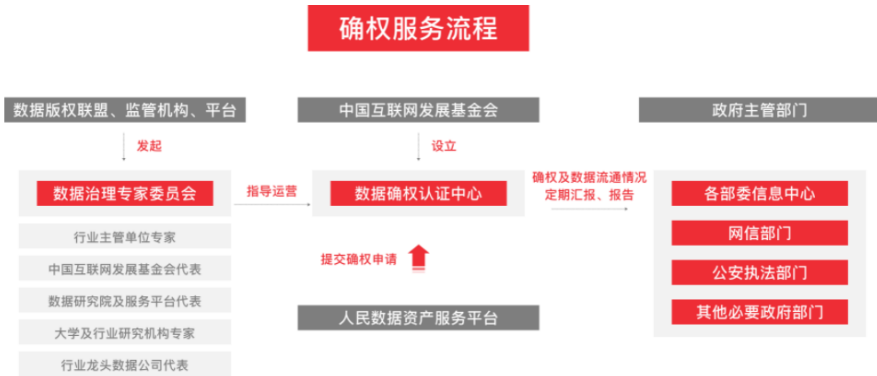 确权服务流程
数据版权联盟、监管机构、平台
中国互联网发展基金会
政府主管部门
发起
设立
数据治理专家委员会
指导运营
数据确权认证中心
确权及数据流通情况
定期汇报、报告
各部委信息中心
行业主管单位专家
网信部门
中国互联网发展基金会代表
提交确权申请
公安执法部门
数据研究院及服务平台代表
其他必要政府部门
人民数据资产服务平台
大学及行业研究机构专家
行业龙头数据公司代表